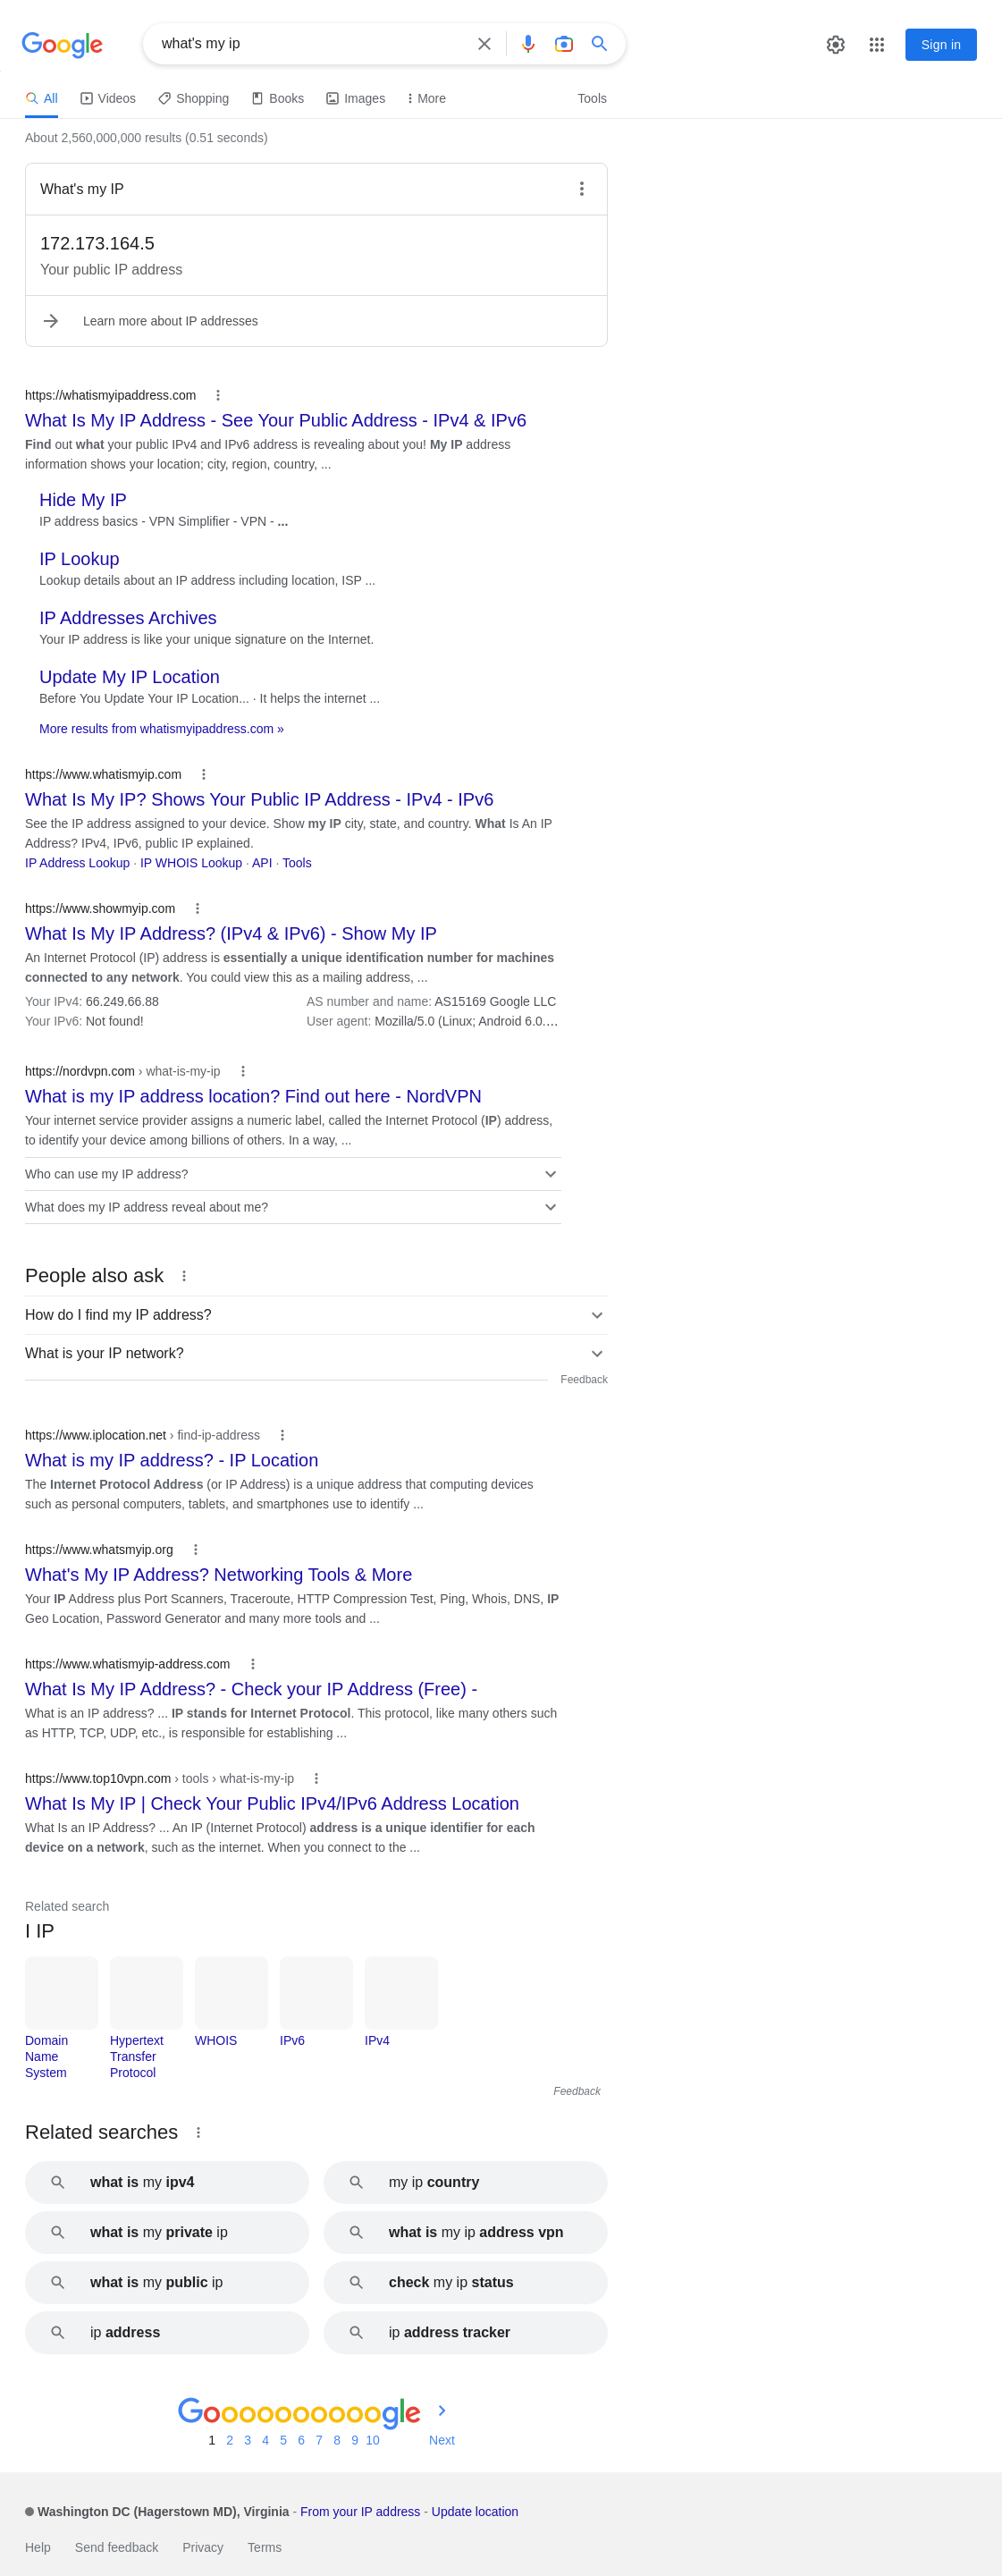 Google
what's my ip
Sign in
All
Videos
Shopping
Books
Images
More
Tools
About 2,560,000,000 results (0.51 seconds)
What's my IP
172.173.164.5
Your public IP address
Learn more about IP addresses
https://whatismyipaddress.com
What Is My IP Address - See Your Public Address - IPv4 & IPv6
Find out what your public IPv4 and IPv6 address is revealing about you! My IP address
information shows your location; city, region, country, ...
Hide My IP
IP address basics - VPN Simplifier - VPN - ...
IP Lookup
Lookup details about an IP address including location, ISP ...
IP Addresses Archives
Your IP address is like your unique signature on the Internet.
Update My IP Location
Before You Update Your IP Location... · It helps the internet ...
More results from whatismyipaddress.com »
https://www.whatismyip.com
What Is My IP? Shows Your Public IP Address - IPv4 - IPv6
See the IP address assigned to your device. Show my IP city, state, and country. What Is An IP
Address? IPv4, IPv6, public IP explained.
IP Address Lookup · IP WHOIS Lookup · API · Tools
https://www.showmyip.com
What Is My IP Address? (IPv4 & IPv6) - Show My IP
An Internet Protocol (IP) address is essentially a unique identification number for machines
connected to any network. You could view this as a mailing address, ...
Your IPv4: 66.249.66.88
AS number and name: AS15169 Google LLC
Your IPv6: Not found!
User agent: Mozilla/5.0 (Linux; Android 6.0....
https://nordvpn.com › what-is-my-ip
What is my IP address location? Find out here - NordVPN
Your internet service provider assigns a numeric label, called the Internet Protocol (IP) address,
to identify your device among billions of others. In a way, ...
Who can use my IP address?
What does my IP address reveal about me?
People also ask
How do I find my IP address?
What is your IP network?
Feedback
https://www.iplocation.net › find-ip-address
What is my IP address? - IP Location
The Internet Protocol Address (or IP Address) is a unique address that computing devices
such as personal computers, tablets, and smartphones use to identify ...
https://www.whatsmyip.org
What's My IP Address? Networking Tools & More
Your IP Address plus Port Scanners, Traceroute, HTTP Compression Test, Ping, Whois, DNS, IP
Geo Location, Password Generator and many more tools and ...
https://www.whatismyip-address.com
What Is My IP Address? - Check your IP Address (Free) -
What is an IP address? ... IP stands for Internet Protocol. This protocol, like many others such
as HTTP, TCP, UDP, etc., is responsible for establishing ...
https://www.top10vpn.com › tools › what-is-my-ip
What Is My IP | Check Your Public IPv4/IPv6 Address Location
What Is an IP Address? ... An IP (Internet Protocol) address is a unique identifier for each
device on a network, such as the internet. When you connect to the ...
Related search
I IP
Domain
Name
System
Hypertext
Transfer
Protocol
WHOIS
IPv6
IPv4
Feedback
Related searches
what is my ipv4
my ip country
what is my private ip
what is my ip address vpn
what is my public ip
check my ip status
ip address
ip address tracker
Goooooooooogle
1 2 3 4 5 6 7 8 9 10 Next
Washington DC (Hagerstown MD), Virginia - From your IP address - Update location
Help Send feedback Privacy Terms